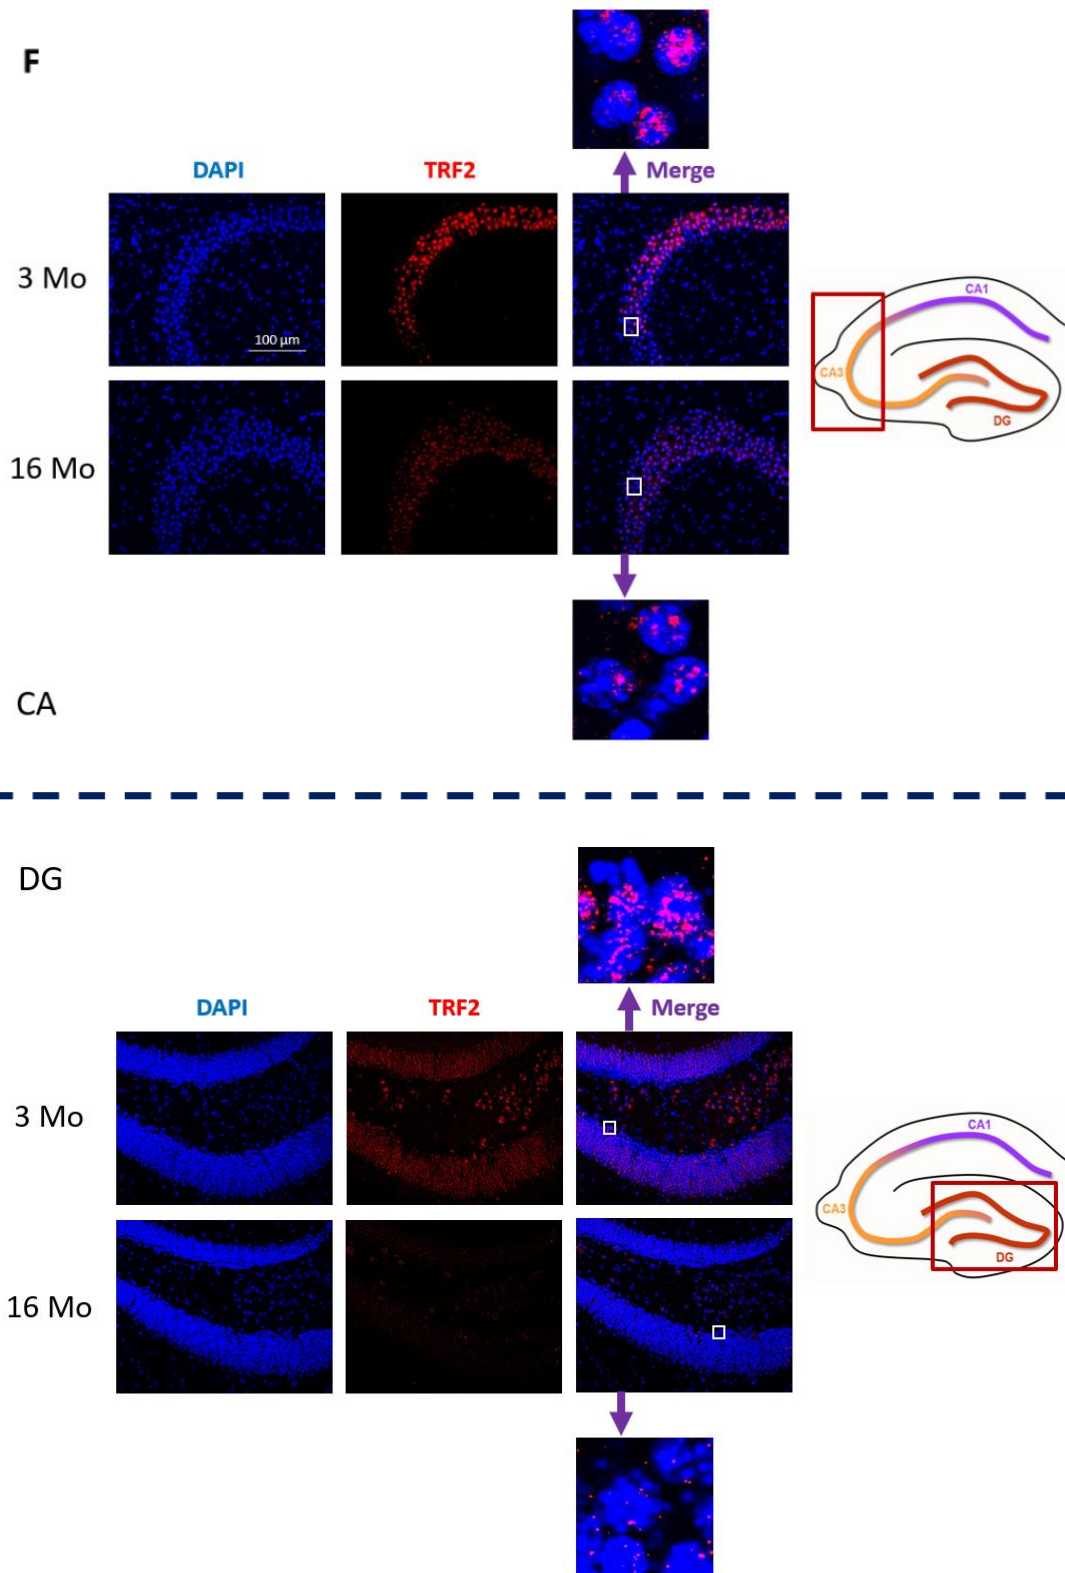 F
DAPI TRF2 Merge
3 Mo
100 µm
CA1
CA3
DG
16 Mo
CA
DG
DAPI TRF2 Merge
3 Mo
CA1
CA3
DG
16 Mo